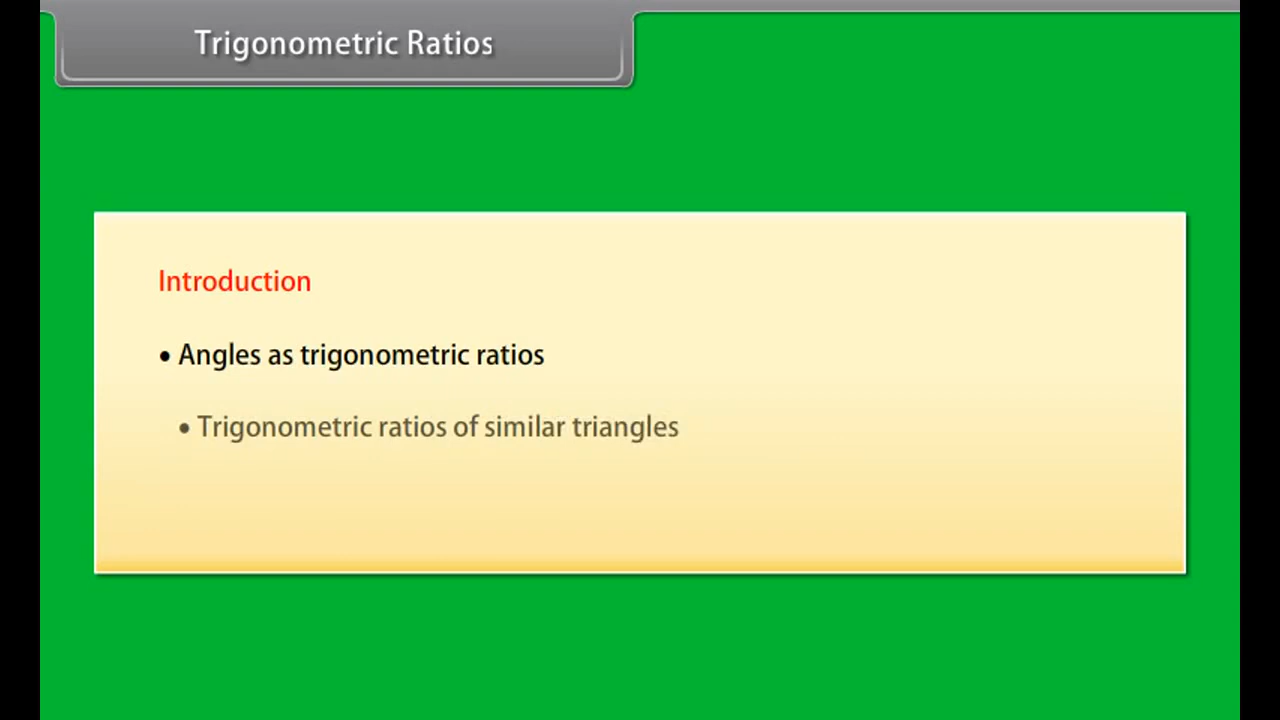 Trigonometric Ratios
Introduction
• Angles as trigonometric ratios
• Trigonometric ratios of similar triangles